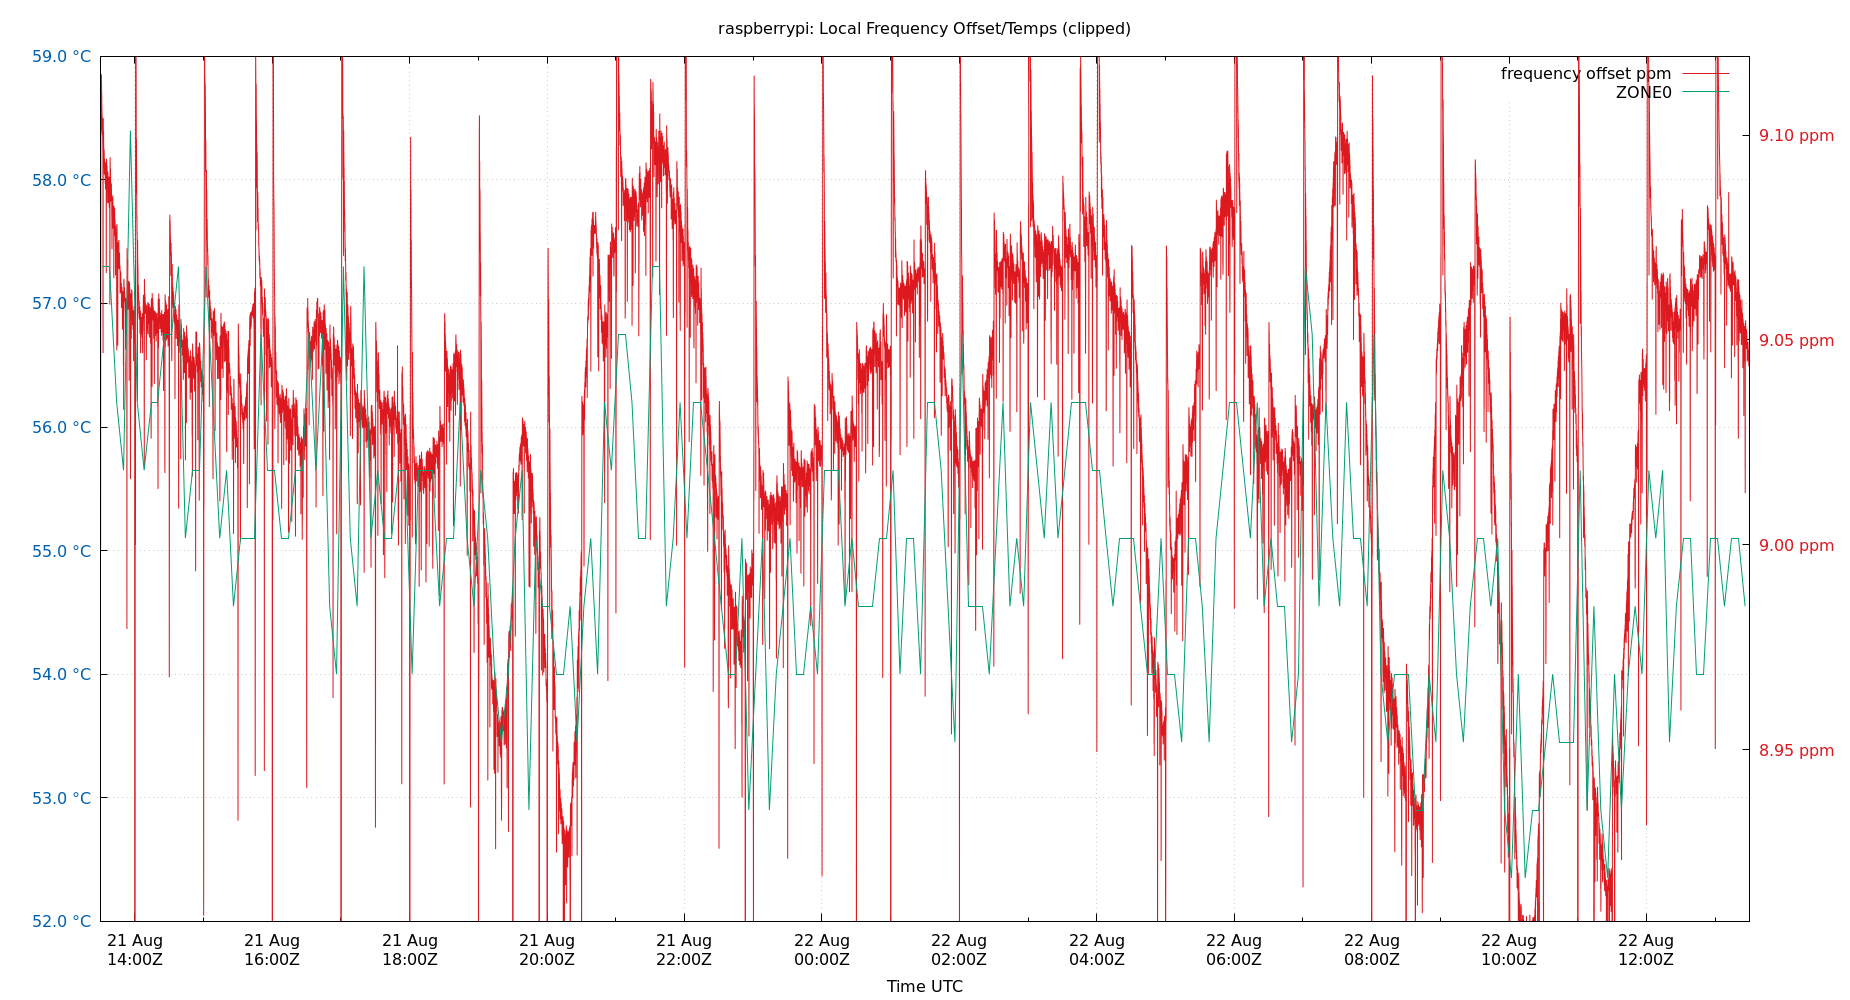 raspberrypi: Local Frequency Offset/Temps (clipped)
59.0 °C
58.0 °C
57.0 °C
56.0 °C
55.0 °C
54.0 °C
53.0 °C
52.0 °C
frequency offset ppm
ZONE0
9.10 ppm
9.05 ppm
9.00 ppm
8.95 ppm
21 Aug
14:00Z
21 Aug
16:00Z
21 Aug
18:00Z
21 Aug
20:00Z
21 Aug
22:00Z
22 Aug
00:00Z
22 Aug
02:00Z
22 Aug
04:00Z
22 Aug
06:00Z
22 Aug
08:00Z
22 Aug
10:00Z
22 Aug
12:00Z
Time UTC